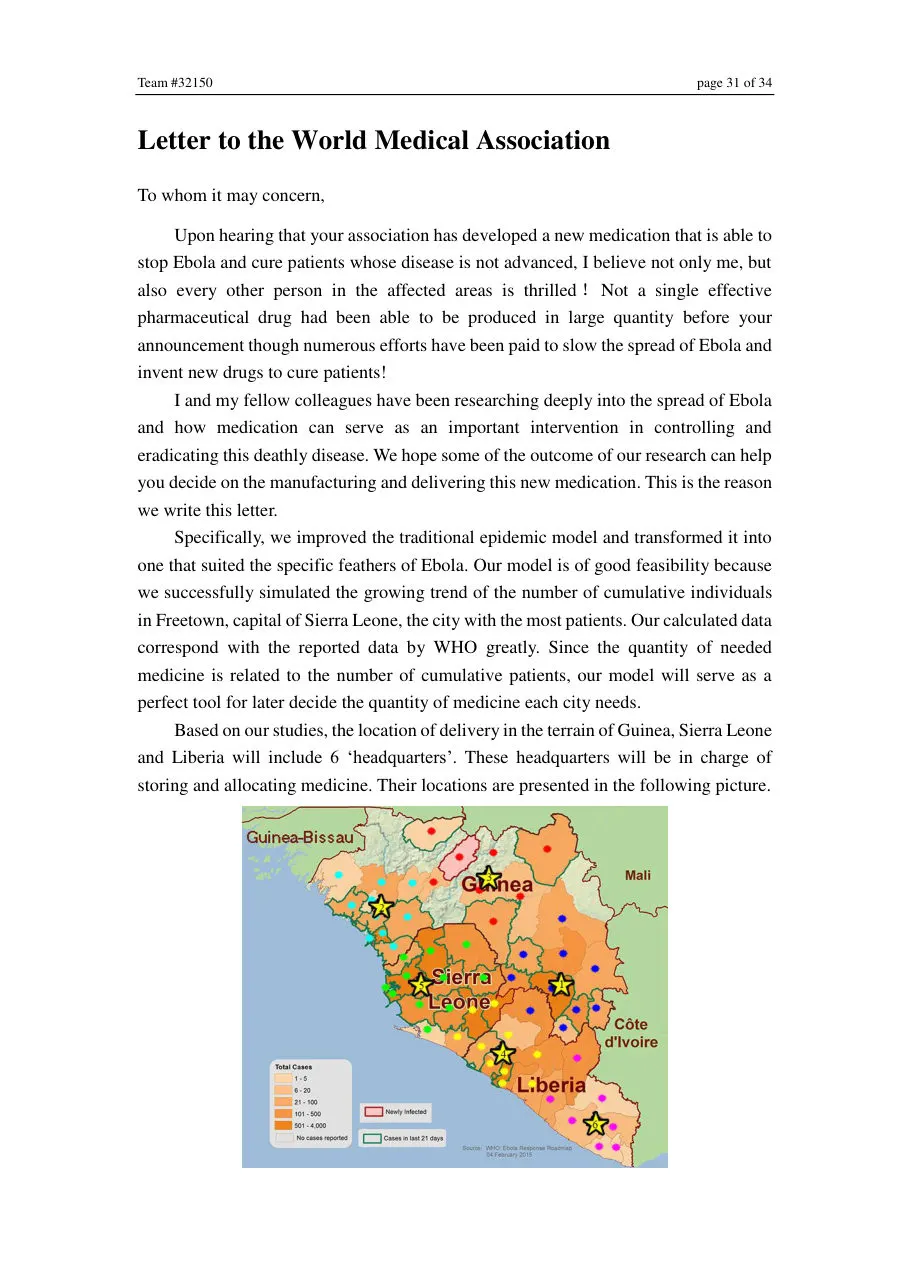 Team #32150 page 31 of 34
Letter to the World Medical Association
To whom it may concern,
Upon hearing that your association has developed a new medication that is able to
stop Ebola and cure patients whose disease is not advanced, I believe not only me, but
also every other person in the affected areas is thrilled！ Not a single effective
pharmaceutical drug had been able to be produced in large quantity before your
announcement though numerous efforts have been paid to slow the spread of Ebola and
invent new drugs to cure patients!
I and my fellow colleagues have been researching deeply into the spread of Ebola
and how medication can serve as an important intervention in controlling and
eradicating this deathly disease. We hope some of the outcome of our research can help
you decide on the manufacturing and delivering this new medication. This is the reason
we write this letter.
Specifically, we improved the traditional epidemic model and transformed it into
one that suited the specific feathers of Ebola. Our model is of good feasibility because
we successfully simulated the growing trend of the number of cumulative individuals
in Freetown, capital of Sierra Leone, the city with the most patients. Our calculated data
correspond with the reported data by WHO greatly. Since the quantity of needed
medicine is related to the number of cumulative patients, our model will serve as a
perfect tool for later decide the quantity of medicine each city needs.
Based on our studies, the location of delivery in the terrain of Guinea, Sierra Leone
and Liberia will include 6 ‘headquarters’. These headquarters will be in charge of
storing and allocating medicine. Their locations are presented in the following picture.
Guinea-Bissau
Mali
3
Guinea
2
Sierra
Leone
5
1
Côte
d'Ivoire
4
Liberia
6
Total Cases
1 - 5
6 - 20
21 - 100
101 - 500
501 - 4,000
No cases reported
Newly Infected
Cases in last 21 days
Source: WHO: Ebola Response Roadmap
04 February 2015